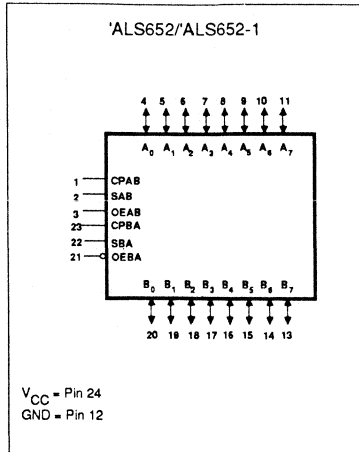 'ALS652/'ALS652-1
4 5 6 7 8 9 10 11
A₀ A₁ A₂ A₃ A₄ A₅ A₆ A₇
1 CPAB
2 SAB
3 OEAB
23 CPBA
22 SBA
21 OEBA
B₀ B₁ B₂ B₃ B₄ B₅ B₆ B₇
20 19 18 17 16 15 14 13
V_CC = Pin 24
GND = Pin 12